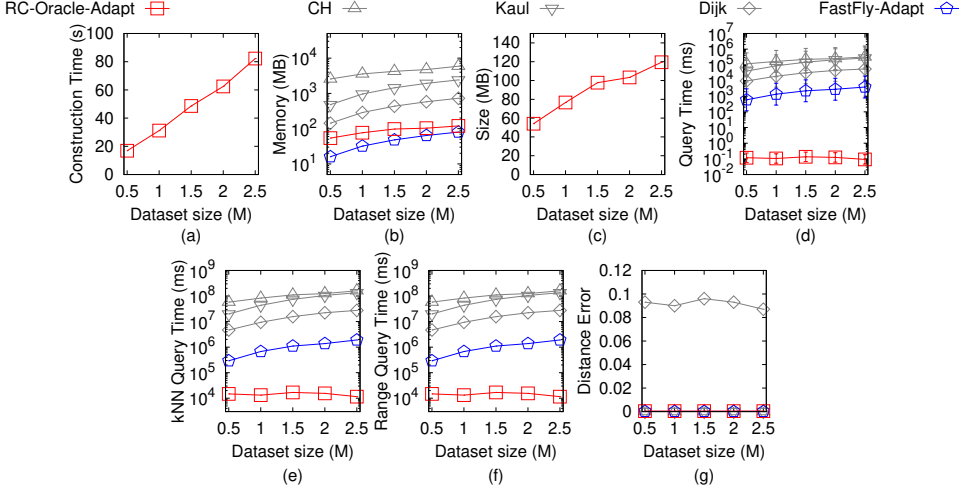 RC-Oracle-Adapt CH Kaul Dijk FastFly-Adapt
Construction Time (s)
100
80
60
40
20
0
0.5 1 1.5 2 2.5
Dataset size (M)
(a)
Memory (MB)
10^4
10^3
10^2
10^1
0.5 1 1.5 2 2.5
Dataset size (M)
(b)
Size (MB)
140
120
100
80
60
40
20
0
0.5 1 1.5 2 2.5
Dataset size (M)
(c)
Query Time (ms)
10^6
10^5
10^4
10^3
10^2
10^1
10^0
10^-1
10^-2
0.5 1 1.5 2 2.5
Dataset size (M)
(d)
kNN Query Time (ms)
10^9
10^8
10^7
10^6
10^5
10^4
0.5 1 1.5 2 2.5
Dataset size (M)
(e)
Range Query Time (ms)
10^9
10^8
10^7
10^6
10^5
10^4
0.5 1 1.5 2 2.5
Dataset size (M)
(f)
Distance Error
0.12
0.1
0.08
0.06
0.04
0.02
0
0.5 1 1.5 2 2.5
Dataset size (M)
(g)